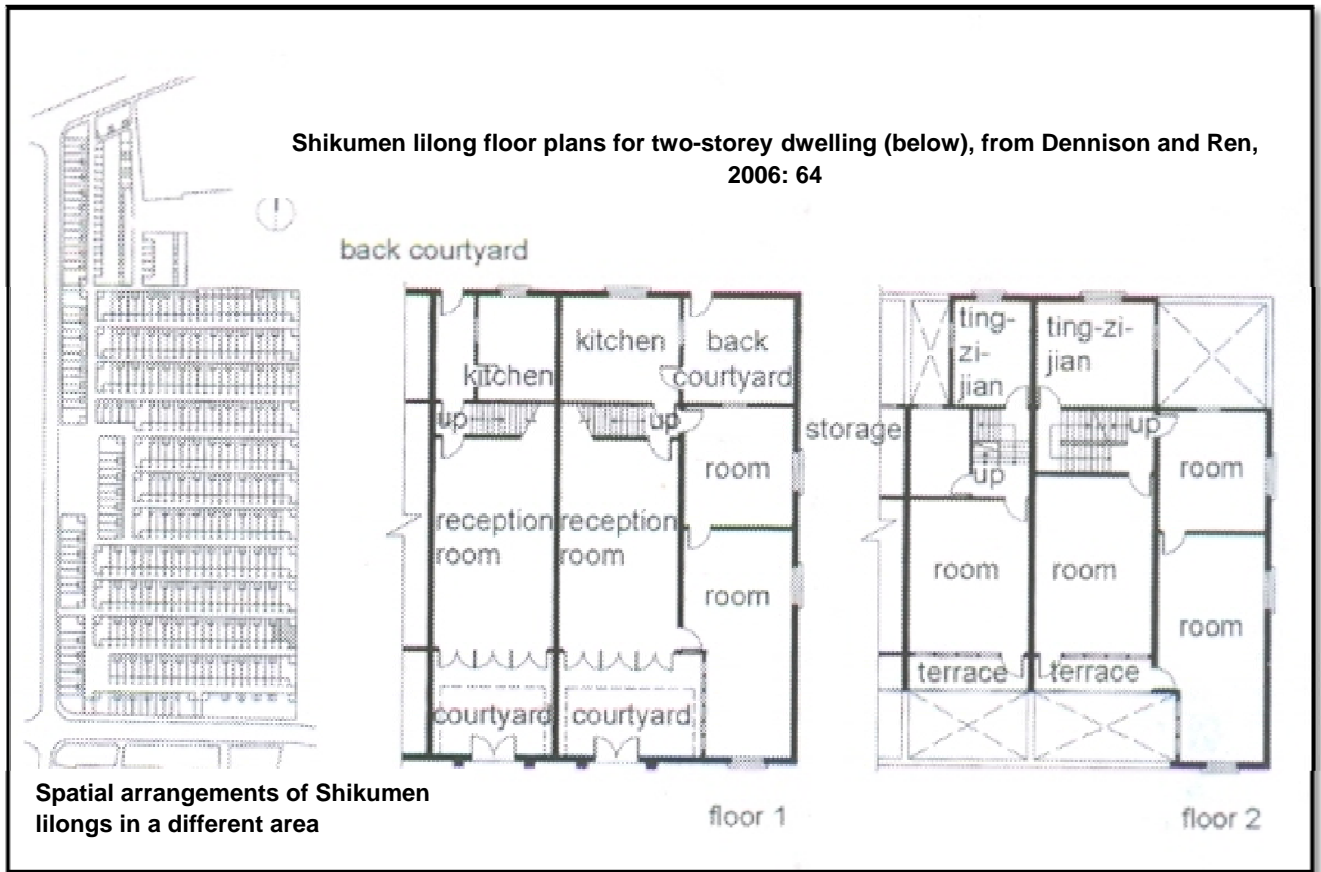 Shikumen lilong floor plans for two-storey dwelling (below), from Dennison and Ren,
2006: 64
back courtyard
kitchen
kitchen
back
courtyard
up
up
reception
room
reception
room
room
room
courtyard
courtyard
floor 1
storage
ting-
zi-
jian
ting-zi-
jian
up
up
room
room
room
room
terrace
terrace
floor 2
Spatial arrangements of Shikumen
lilongs in a different area